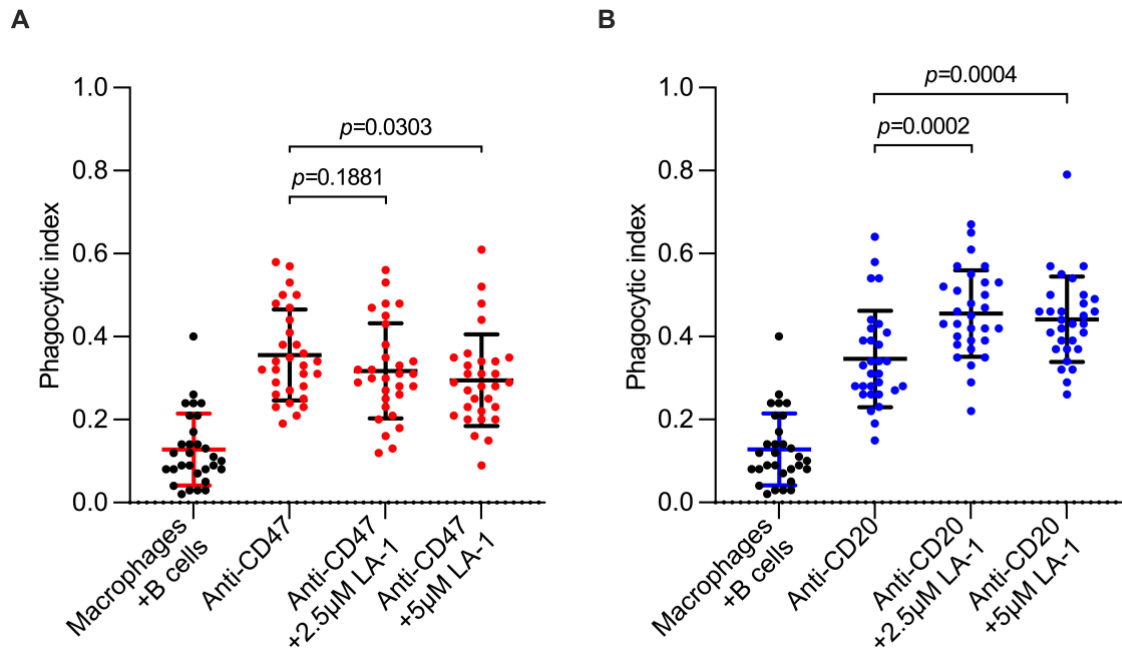 A
Phagocytic index
1.0
0.8
0.6
0.4
0.2
0.0
p=0.0303
p=0.1881
Macrophages
+B cells
Anti-CD47
Anti-CD47
+2.5µM LA-1
Anti-CD47
+5µM LA-1
B
Phagocytic index
1.0
0.8
0.6
0.4
0.2
0.0
p=0.0004
p=0.0002
Macrophages
+B cells
Anti-CD20
Anti-CD20
+2.5µM LA-1
Anti-CD20
+5µM LA-1